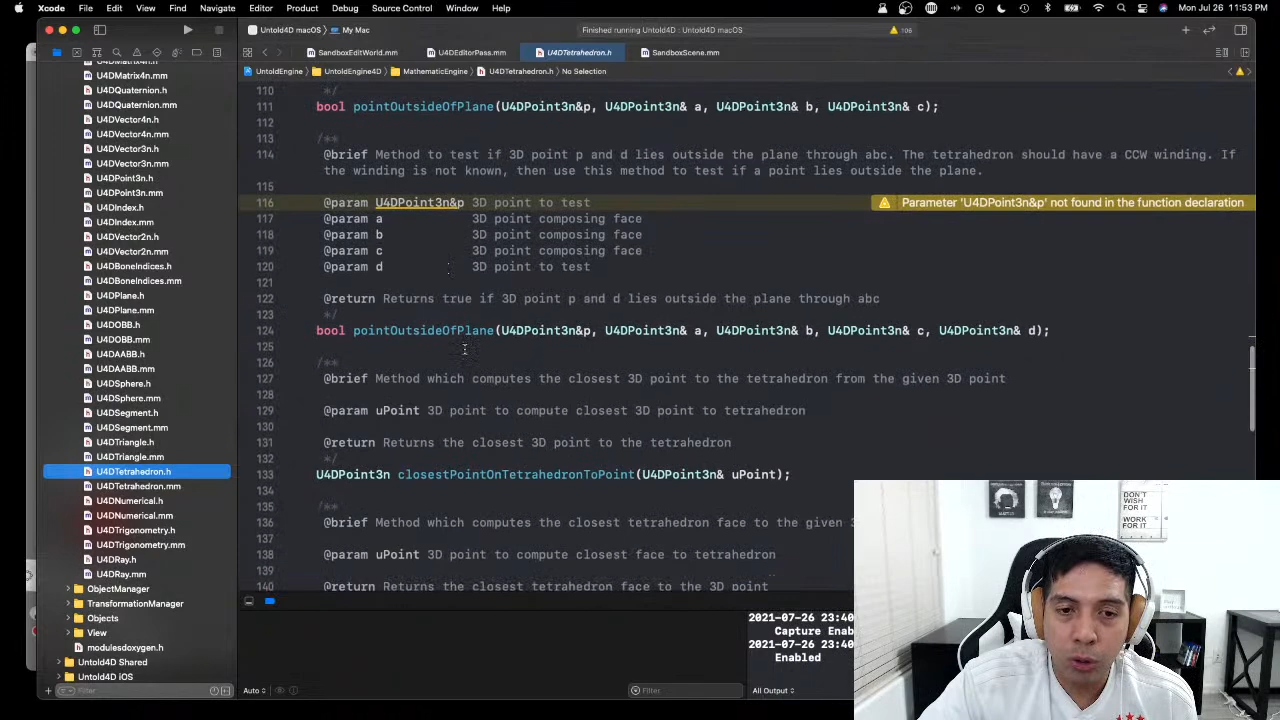 Xcode File Edit View Find Navigate Editor Product Debug Source Control Window Help Mon Jul 26 11:53 PM
Untold4D macOS My Mac Finished running Untold4D : Untold4D macOS 106
SandboxEditWorld.mm U4DEditorPass.mm U4DTetrahedron.h SandboxScene.mm
UntoldEngine UntoldEngine4D MathematicEngine U4DTetrahedron.h No Selection
U4DMatrix4n.mm
U4DQuaternion.h
U4DQuaternion.mm
U4DVector4n.h
U4DVector4n.mm
U4DVector3n.h
U4DVector3n.mm
U4DPoint3n.h
U4DPoint3n.mm
U4DIndex.h
U4DIndex.mm
U4DVector2n.h
U4DVector2n.mm
U4DBoneIndices.h
U4DBoneIndices.mm
U4DPlane.h
U4DPlane.mm
U4DOBB.h
U4DOBB.mm
U4DAABB.h
U4DAABB.mm
U4DSphere.h
U4DSphere.mm
U4DSegment.h
U4DSegment.mm
U4DTriangle.h
U4DTriangle.mm
U4DTetrahedron.h
U4DTetrahedron.mm
U4DNumerical.h
U4DNumerical.mm
U4DTrigonometry.h
U4DTrigonometry.mm
U4DRay.h
U4DRay.mm
ObjectManager
TransformationManager
Objects
View
modulesdoxygen.h
Untold4D Shared
Untold4D iOS
Filter
110 */
111 bool pointOutsideOfPlane(U4DPoint3n&p, U4DPoint3n& a, U4DPoint3n& b, U4DPoint3n& c);
112
113 /**
114 @brief Method to test if 3D point p and d lies outside the plane through abc. The tetrahedron should have a CCW winding. If
the winding is not known, then use this method to test if a point lies outside the plane.
115
116 @param U4DPoint3n&p 3D point to test Parameter 'U4DPoint3n&p' not found in the function declaration
117 @param a 3D point composing face
118 @param b 3D point composing face
119 @param c 3D point composing face
120 @param d 3D point to test
121
122 @return Returns true if 3D point p and d lies outside the plane through abc
123 */
124 bool pointOutsideOfPlane(U4DPoint3n&p, U4DPoint3n& a, U4DPoint3n& b, U4DPoint3n& c, U4DPoint3n& d);
125
126 /**
127 @brief Method which computes the closest 3D point to the tetrahedron from the given 3D point
128
129 @param uPoint 3D point to compute closest 3D point to tetrahedron
130
131 @return Returns the closest 3D point to the tetrahedron
132 */
133 U4DPoint3n closestPointOnTetrahedronToPoint(U4DPoint3n& uPoint);
134
135 /**
136 @brief Method which computes the closest tetrahedron face to the given 3
137
138 @param uPoint 3D point to compute closest face to tetrahedron
139
140 @return Returns the closest tetrahedron face to the 3D point
2021-07-26 23:40
Capture Enab
2021-07-26 23:40
Enabled
Auto Filter All Output
DON'T
WISH
FOR IT
WORK
FOR IT